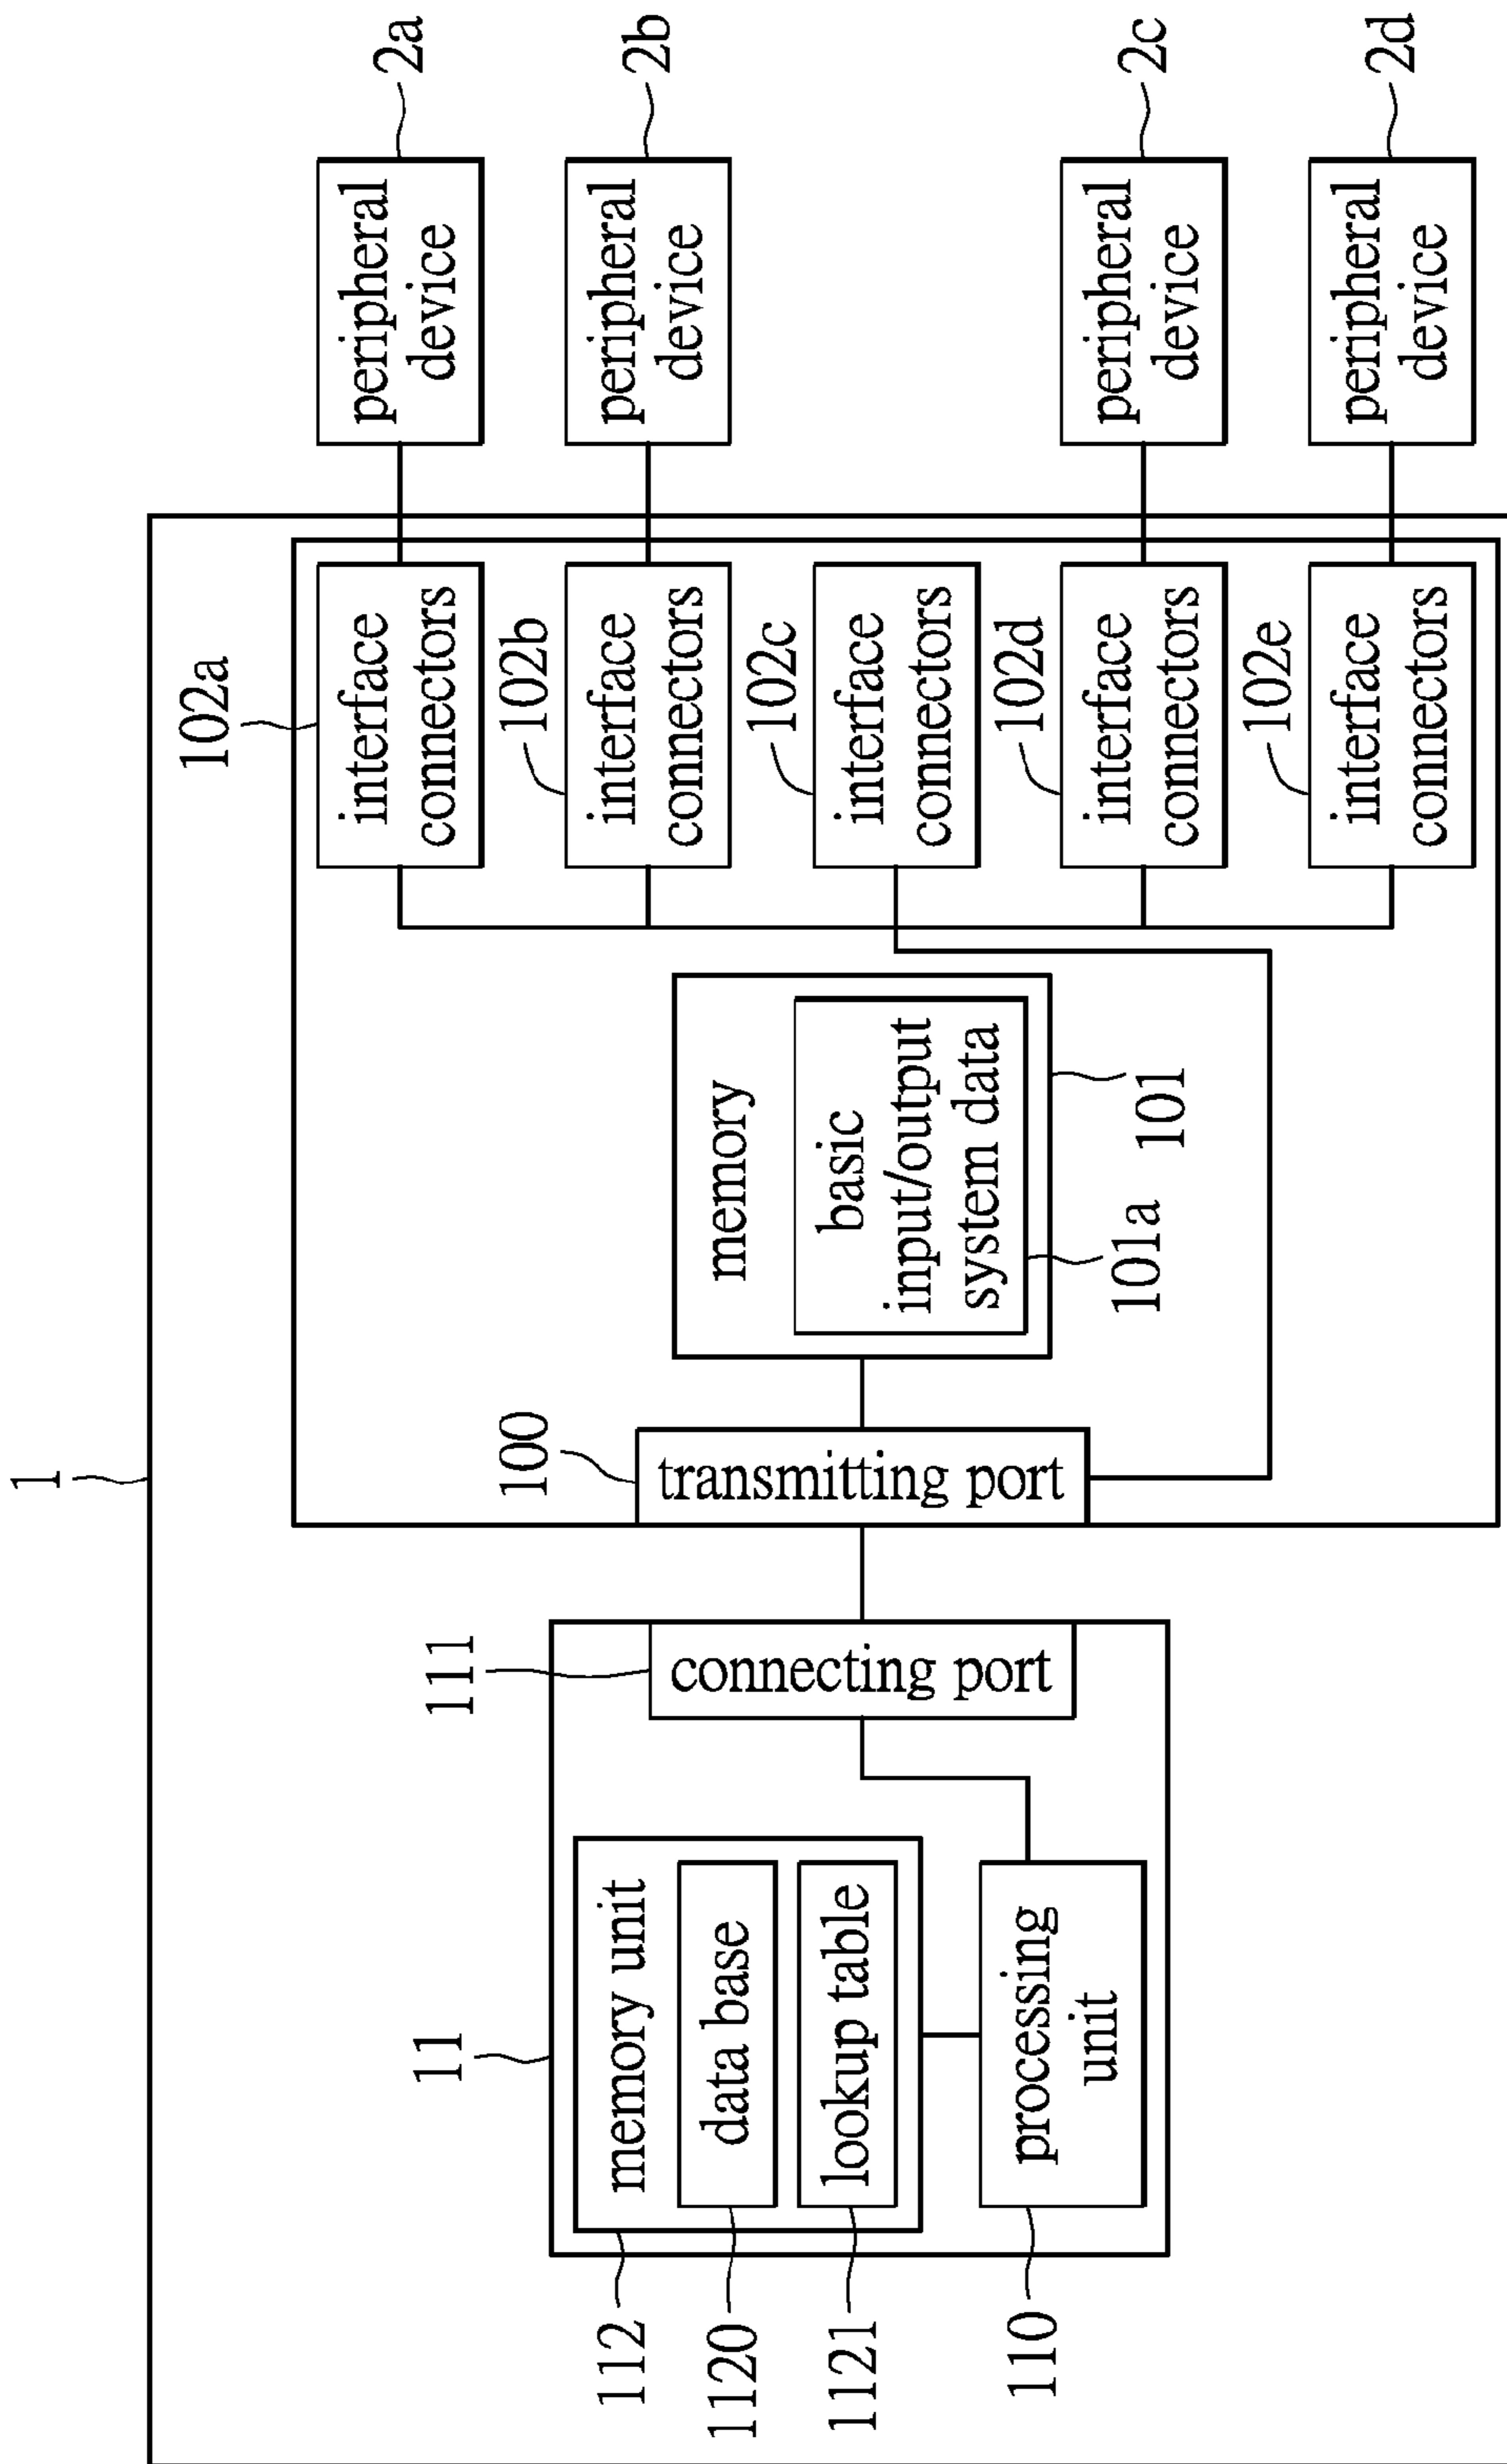 1
11
memory unit
data base
lookup table
processing
unit
112
1120
1121
110
111
connecting port
100
transmitting port
memory
basic
input/output
system data
101a
101
102a
interface
connectors
102b
interface
connectors
102c
interface
connectors
102d
interface
connectors
102e
interface
connectors
peripheral
device
2a
peripheral
device
2b
peripheral
device
2c
peripheral
device
2d